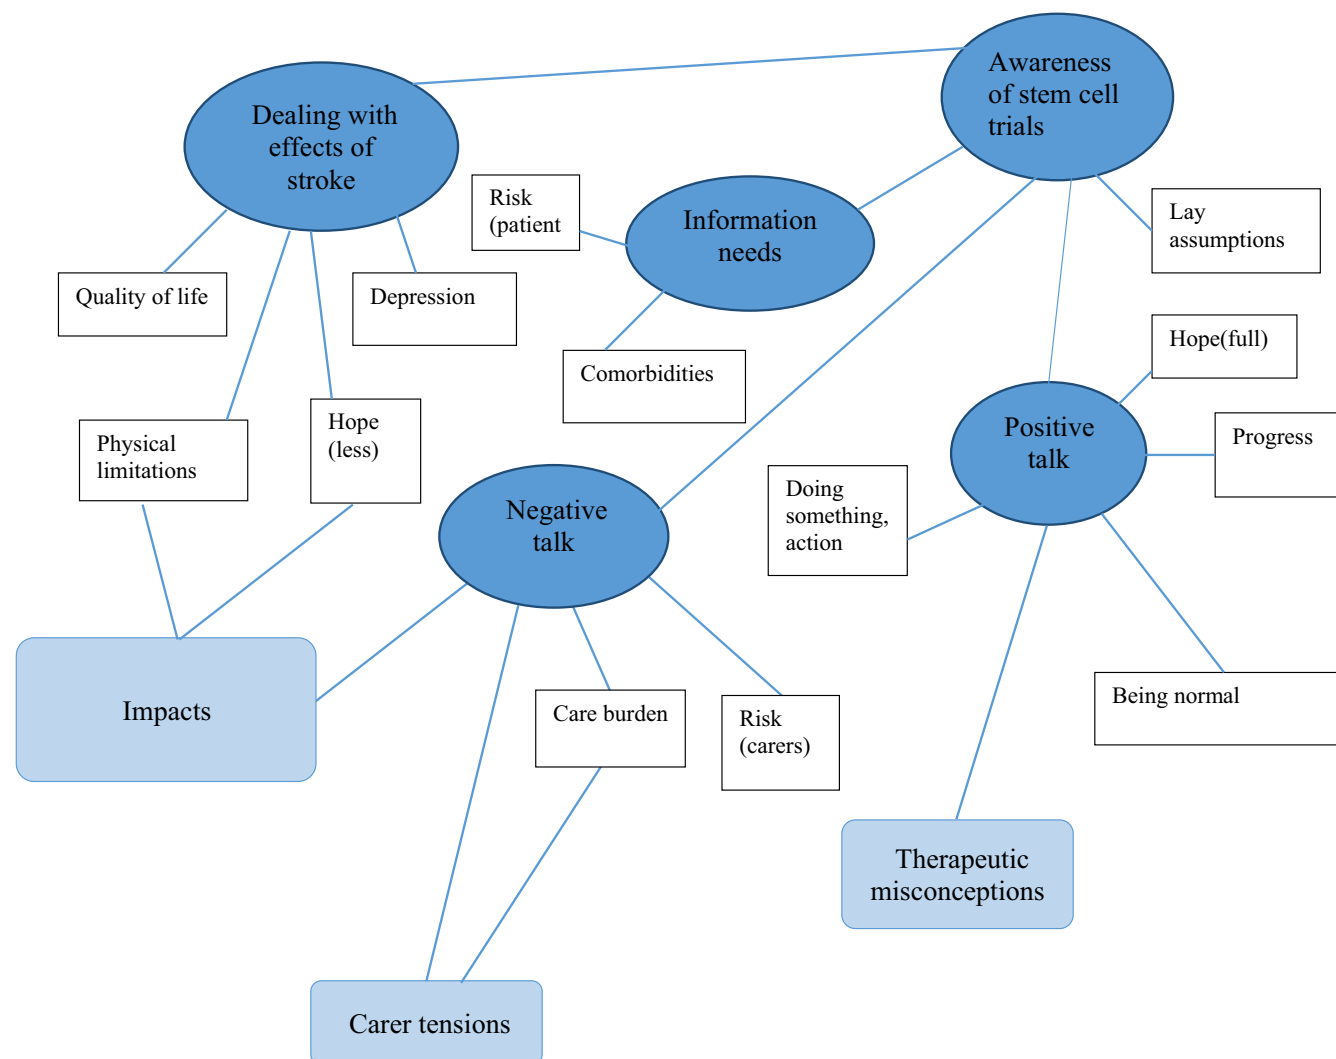 Awareness
of stem cell
trials
Dealing with
effects of
stroke
Risk
(patient
Information
needs
Lay
assumptions
Quality of life
Depression
Hope(full)
Comorbidities
Physical
limitations
Hope
(less)
Positive
talk
Progress
Doing
something,
action
Negative
talk
Impacts
Care burden
Risk
(carers)
Being normal
Therapeutic
misconceptions
Carer tensions